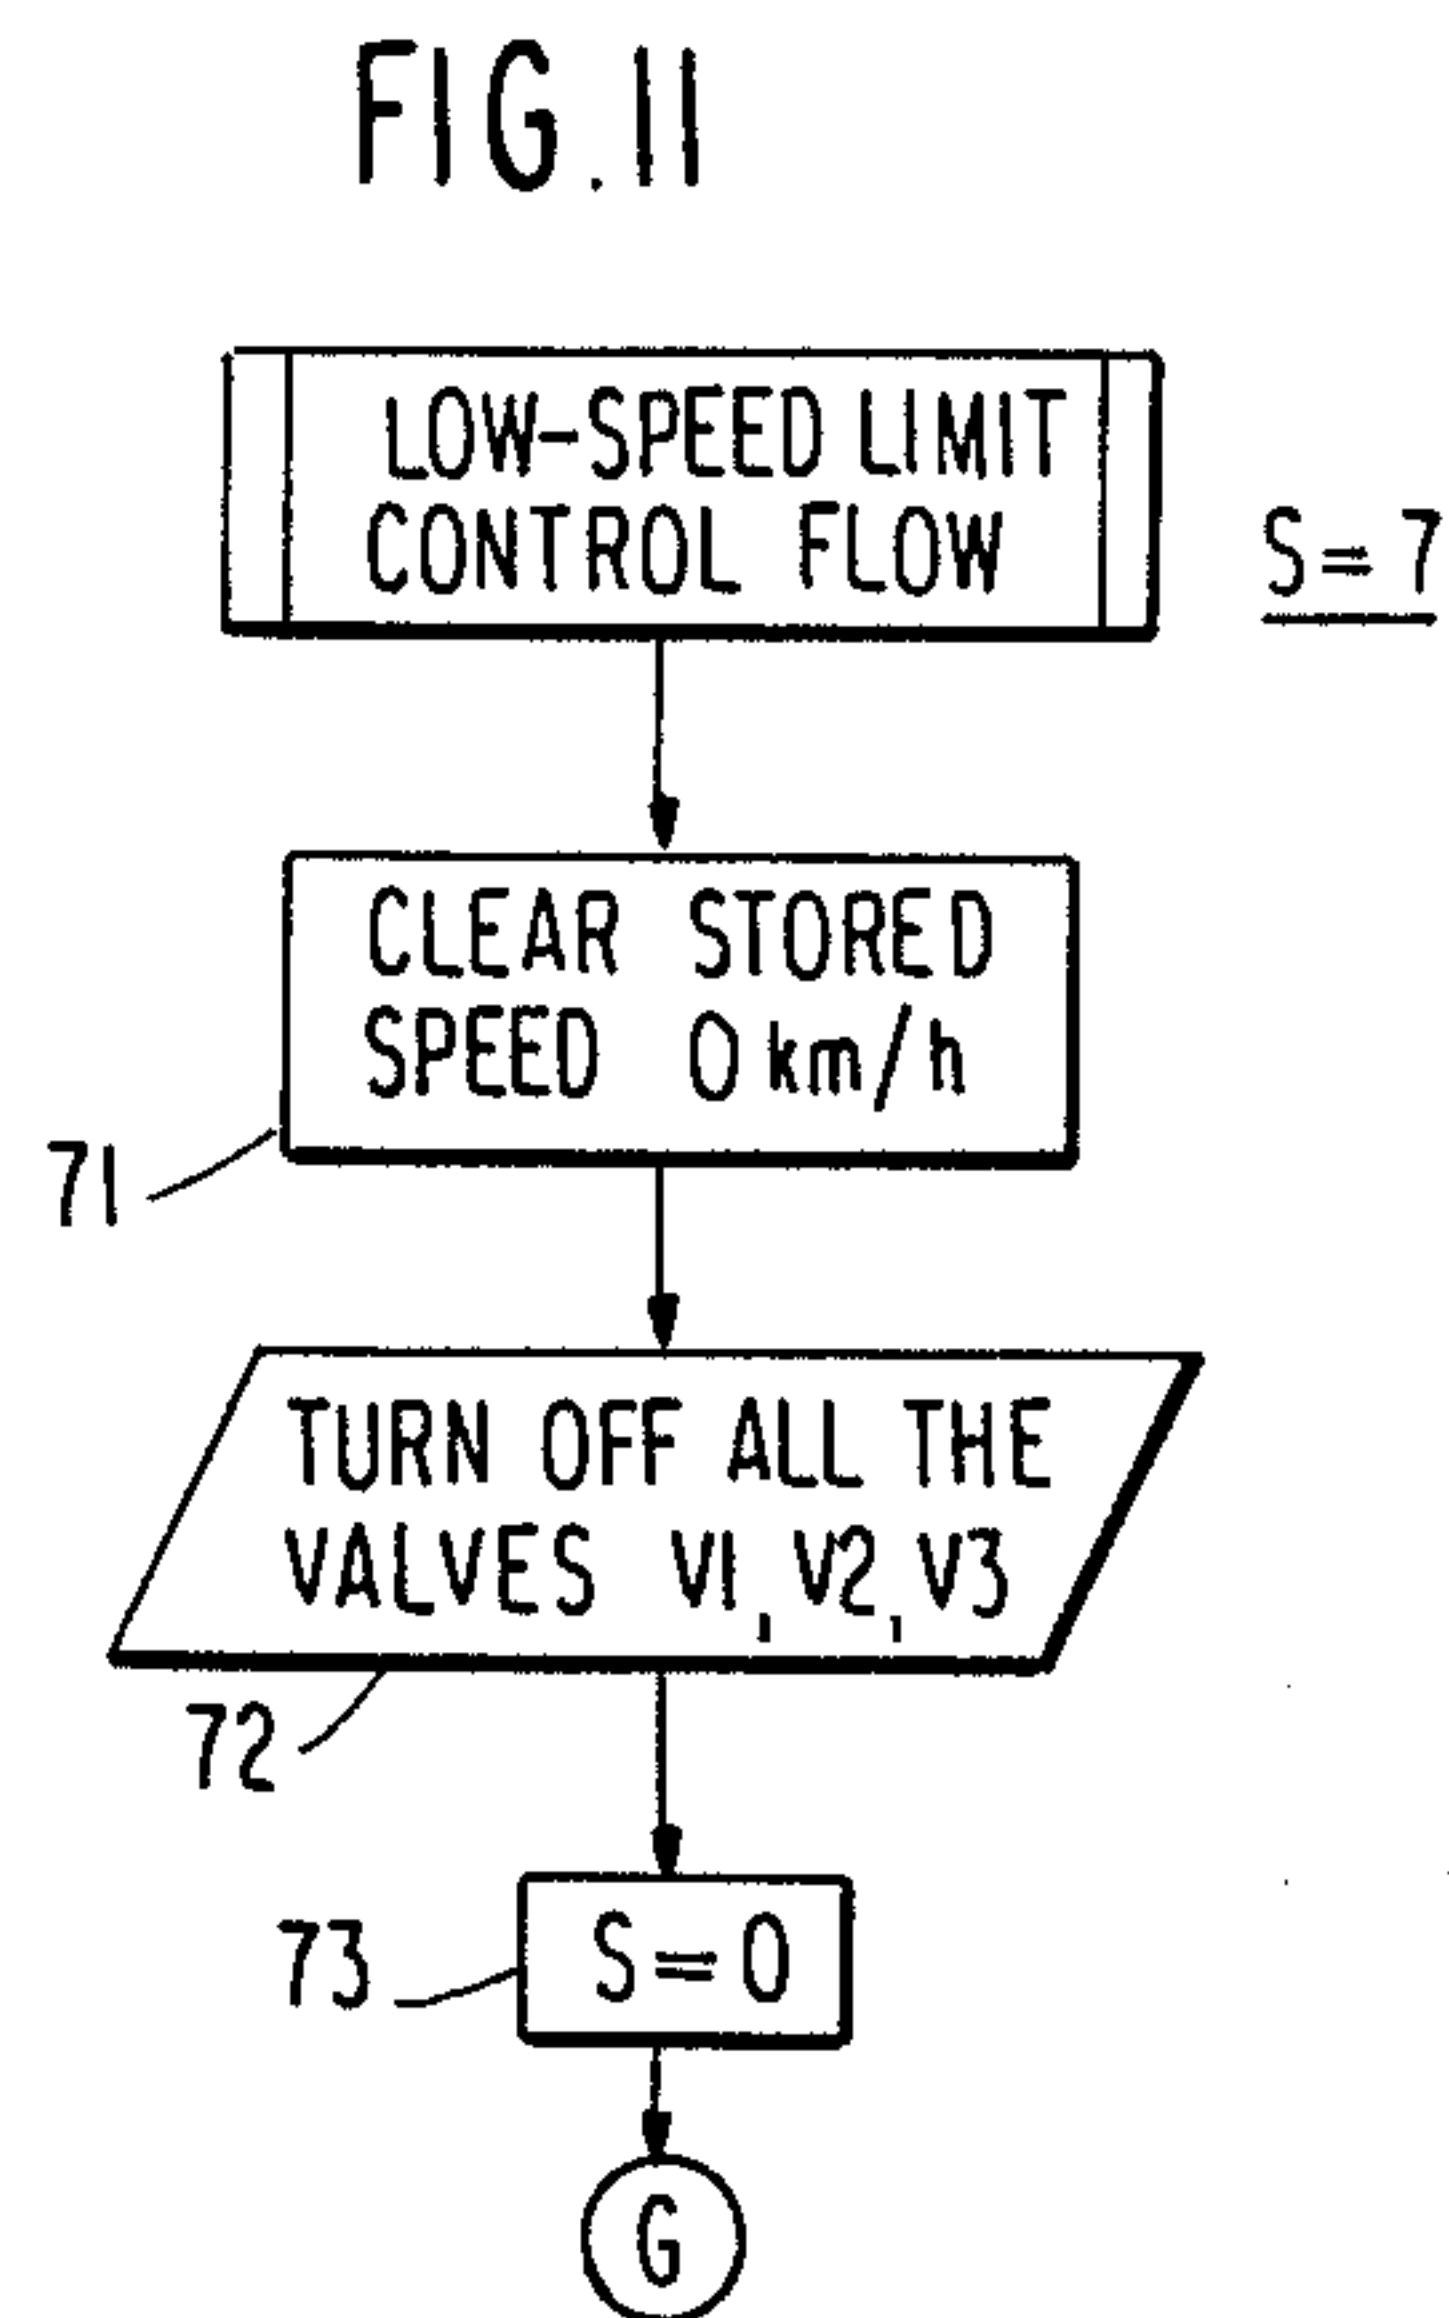 FIG. 11
LOW-SPEED LIMIT
CONTROL FLOW
S = 7
CLEAR STORED
SPEED 0 km/h
71
TURN OFF ALL THE
VALVES V1, V2, V3
72
73
S = 0
G